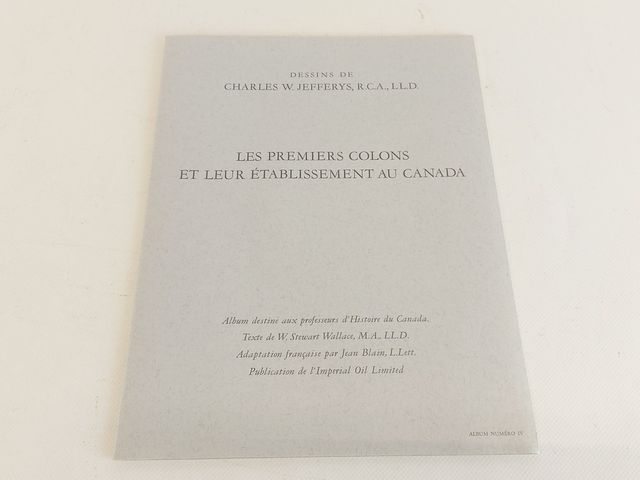 DESSINS DE
CHARLES W. JEFFERYS, R.C.A., LL.D.
LES PREMIERS COLONS
ET LEUR ÉTABLISSEMENT AU CANADA
Album destiné aux professeurs d'Histoire du Canada.
Texte de W. Stewart Wallace, M.A., LL.D.
Adaptation française par Jean Blain, L.Lett.
Publication de l'Imperial Oil Limited
ALBUM NUMÉRO IV